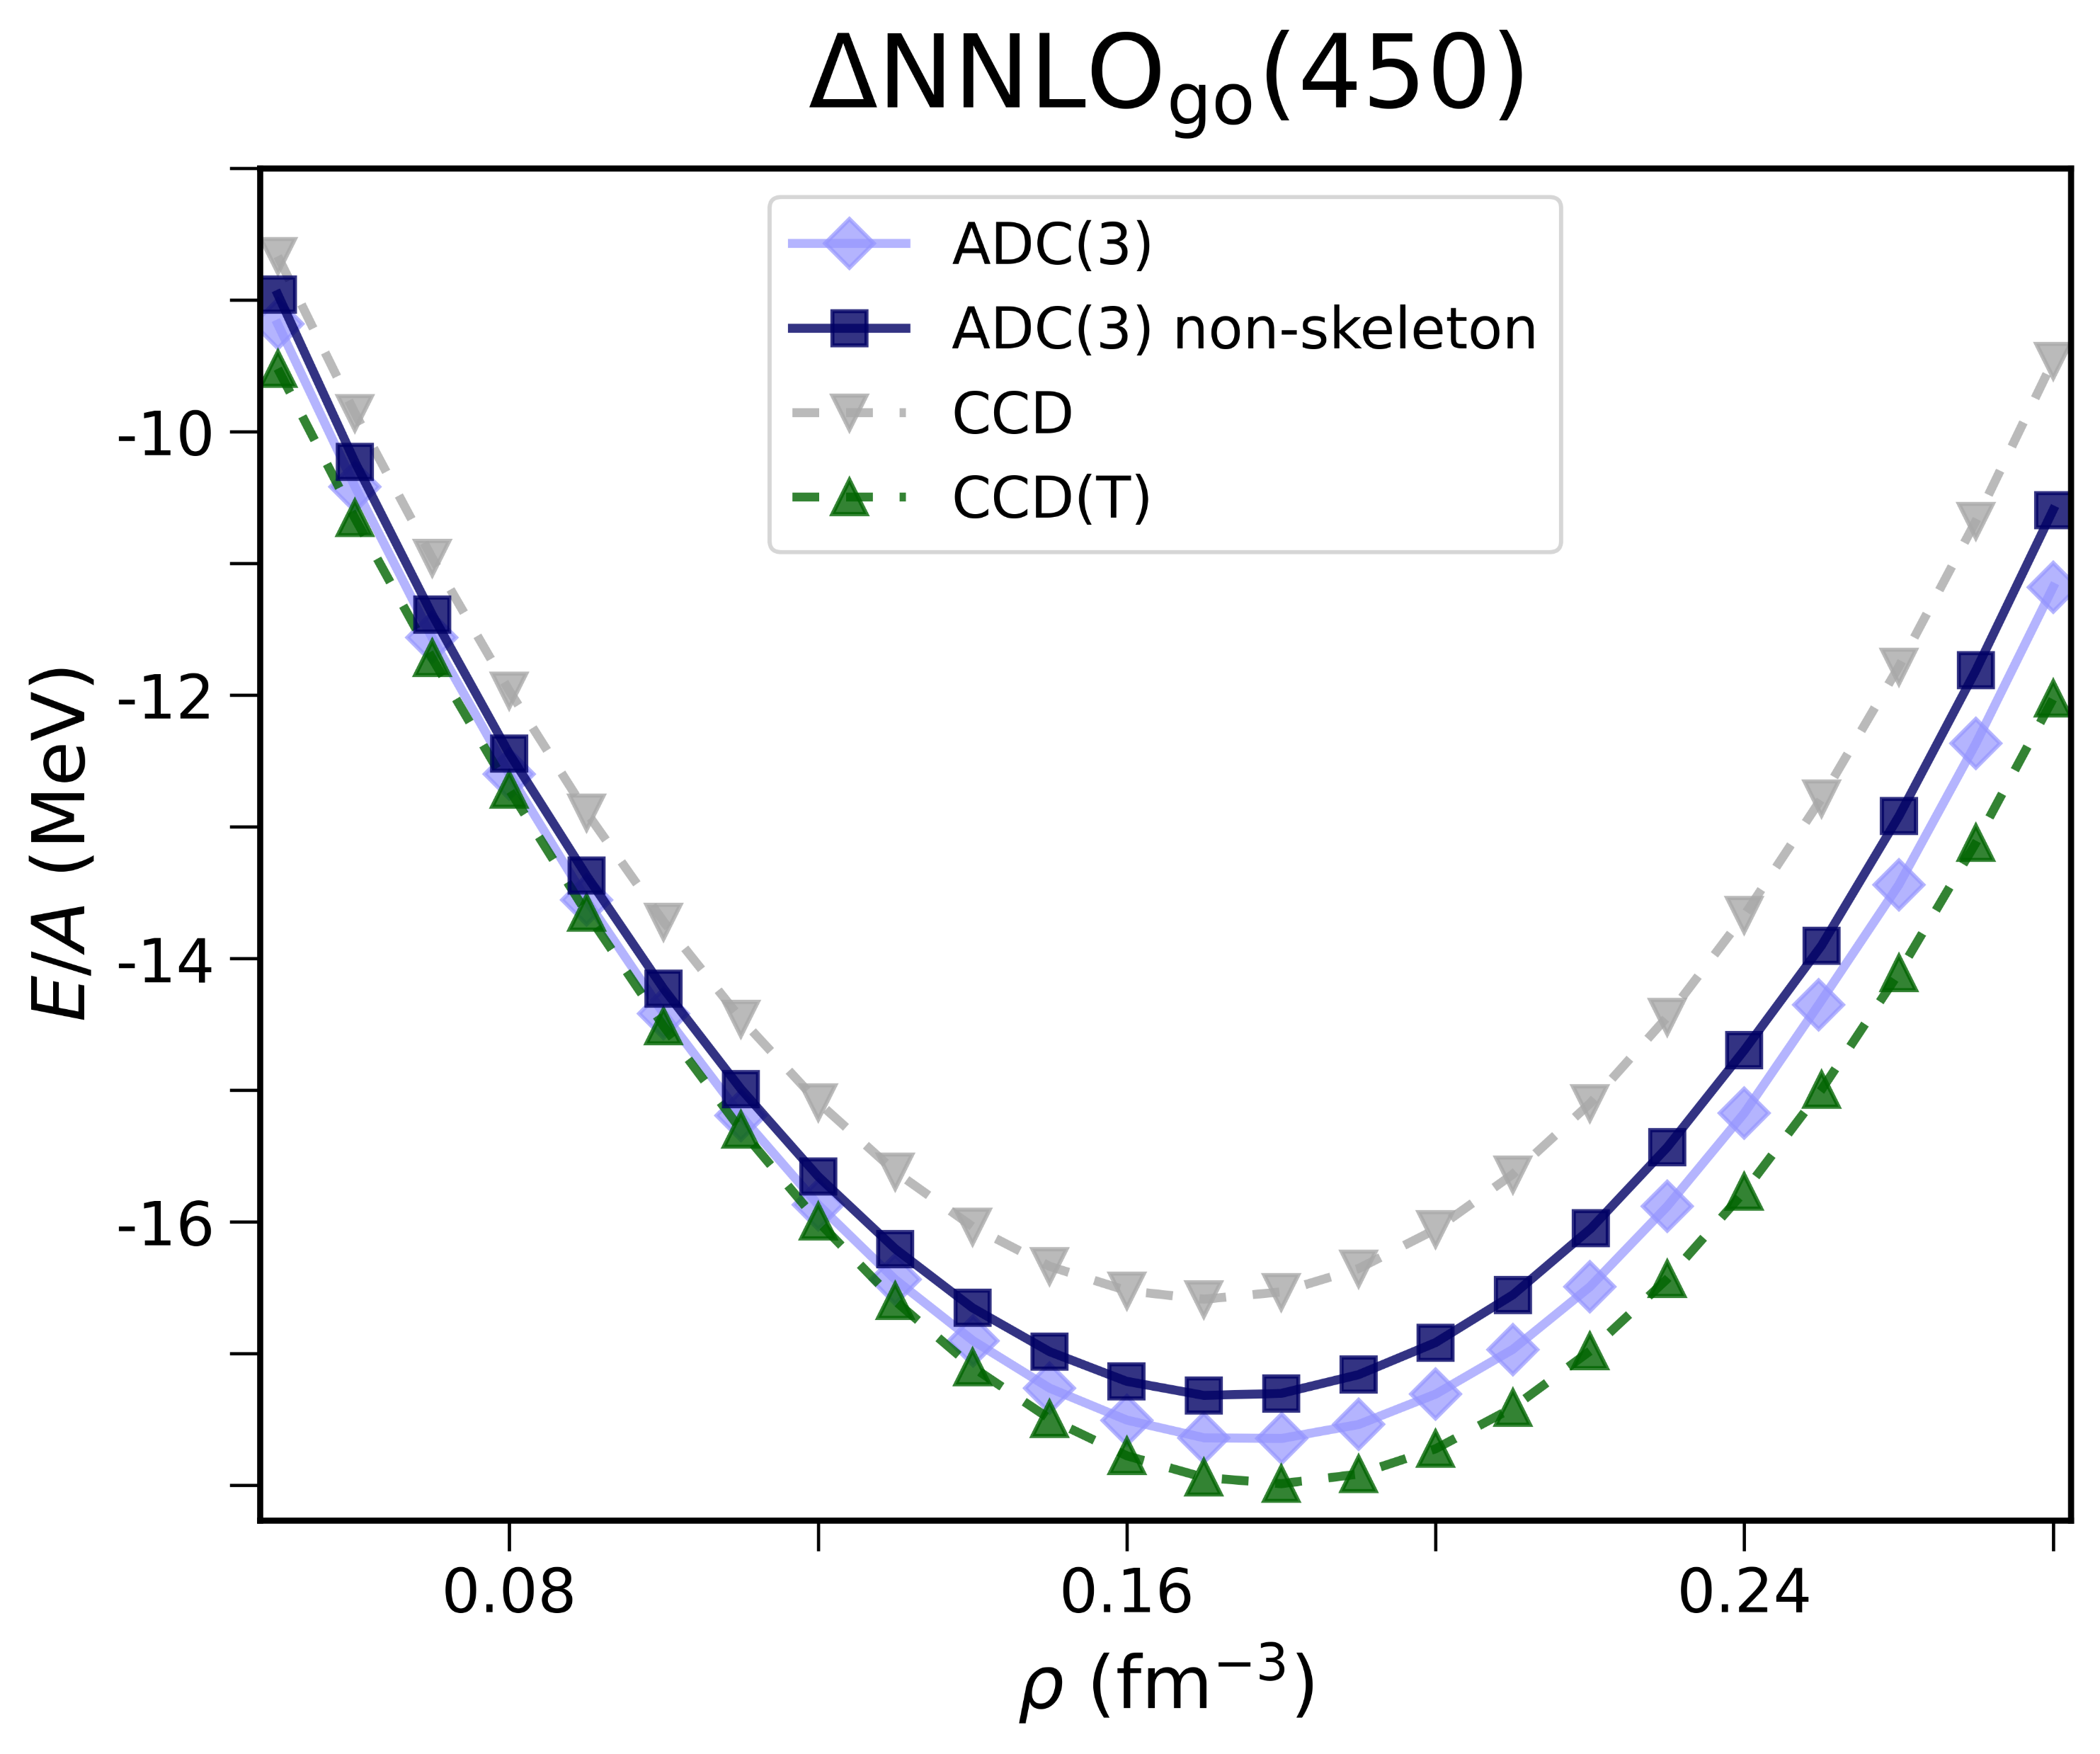 ΔNNLOgo(450)
ADC(3)
ADC(3) non-skeleton
CCD
CCD(T)
-10
-12
-14
-16
E/A (MeV)
0.08 0.16 0.24
ρ (fm⁻³)